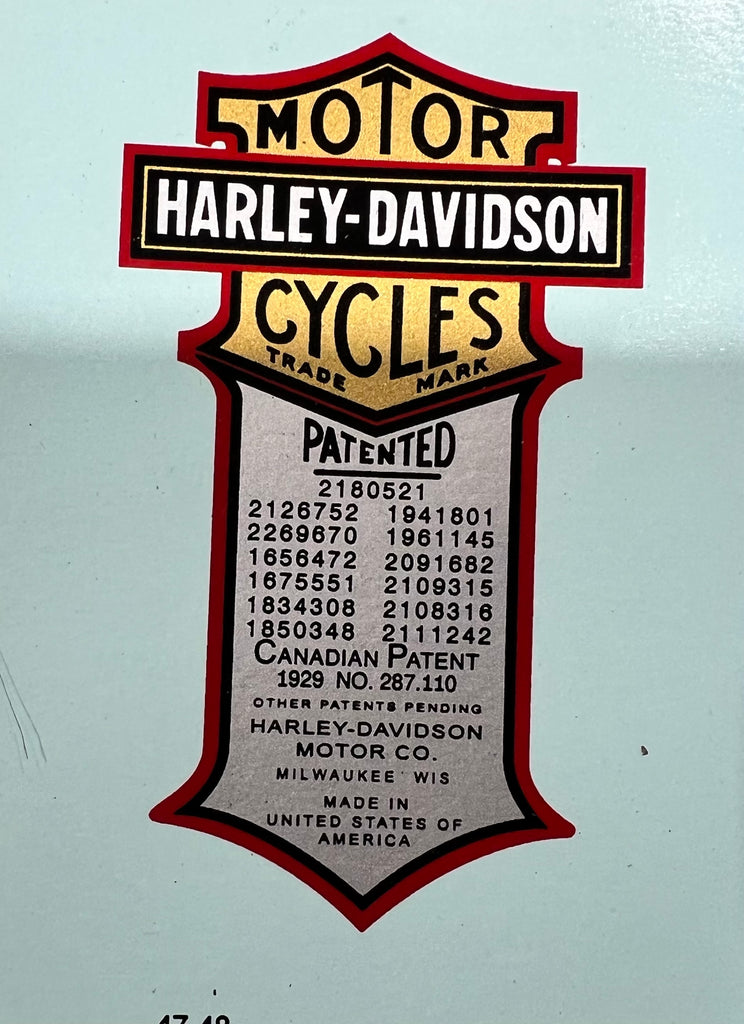 MOTOR
HARLEY-DAVIDSON
CYCLES
TRADE MARK
PATENTED
2180521
2126752 1941801
2269670 1961145
1656472 2091682
1675551 2109315
1834308 2108316
1850348 2111242
CANADIAN PATENT
1929 NO. 287.110
OTHER PATENTS PENDING
HARLEY-DAVIDSON
MOTOR CO.
MILWAUKEE WIS
MADE IN
UNITED STATES OF
AMERICA